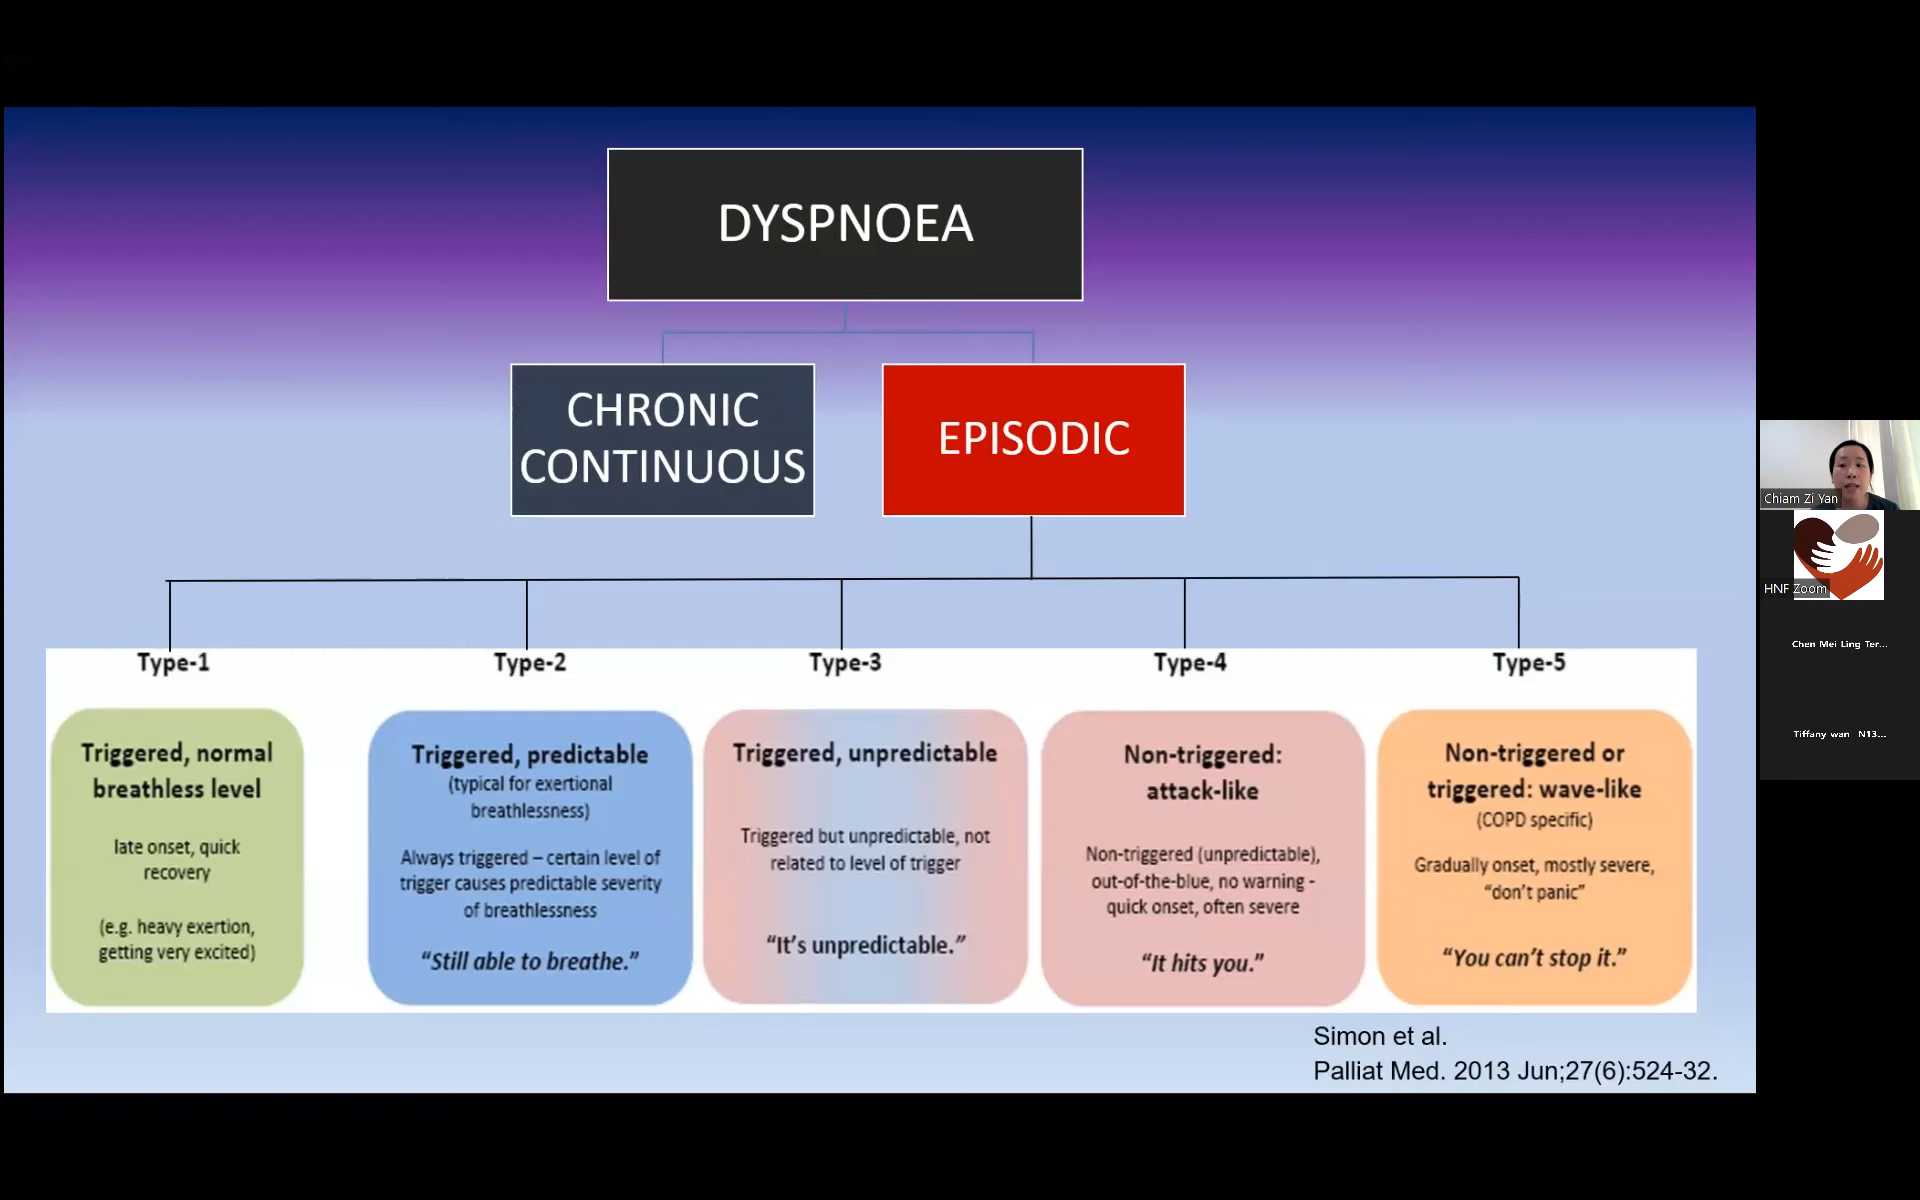 DYSPNOEA
CHRONIC
CONTINUOUS
EPISODIC
Type-1
Type-2
Type-3
Type-4
Type-5
Triggered, normal
breathless level
late onset, quick
recovery
(e.g. heavy exertion,
getting very excited)
Triggered, predictable
(typical for exertional
breathlessness)
Always triggered – certain level of
trigger causes predictable severity
of breathlessness
“Still able to breathe.”
Triggered, unpredictable
Triggered but unpredictable, not
related to level of trigger
“It’s unpredictable.”
Non-triggered:
attack-like
Non-triggered (unpredictable),
out-of-the-blue, no warning -
quick onset, often severe
“It hits you.”
Non-triggered or
triggered: wave-like
(COPD specific)
Gradually onset, mostly severe,
“don’t panic”
“You can’t stop it.”
Simon et al.
Palliat Med. 2013 Jun;27(6):524-32.
Chiam Zi Yan
HNF Zoom
Chen Mei Ling Ter...
Tiffany wan N13...